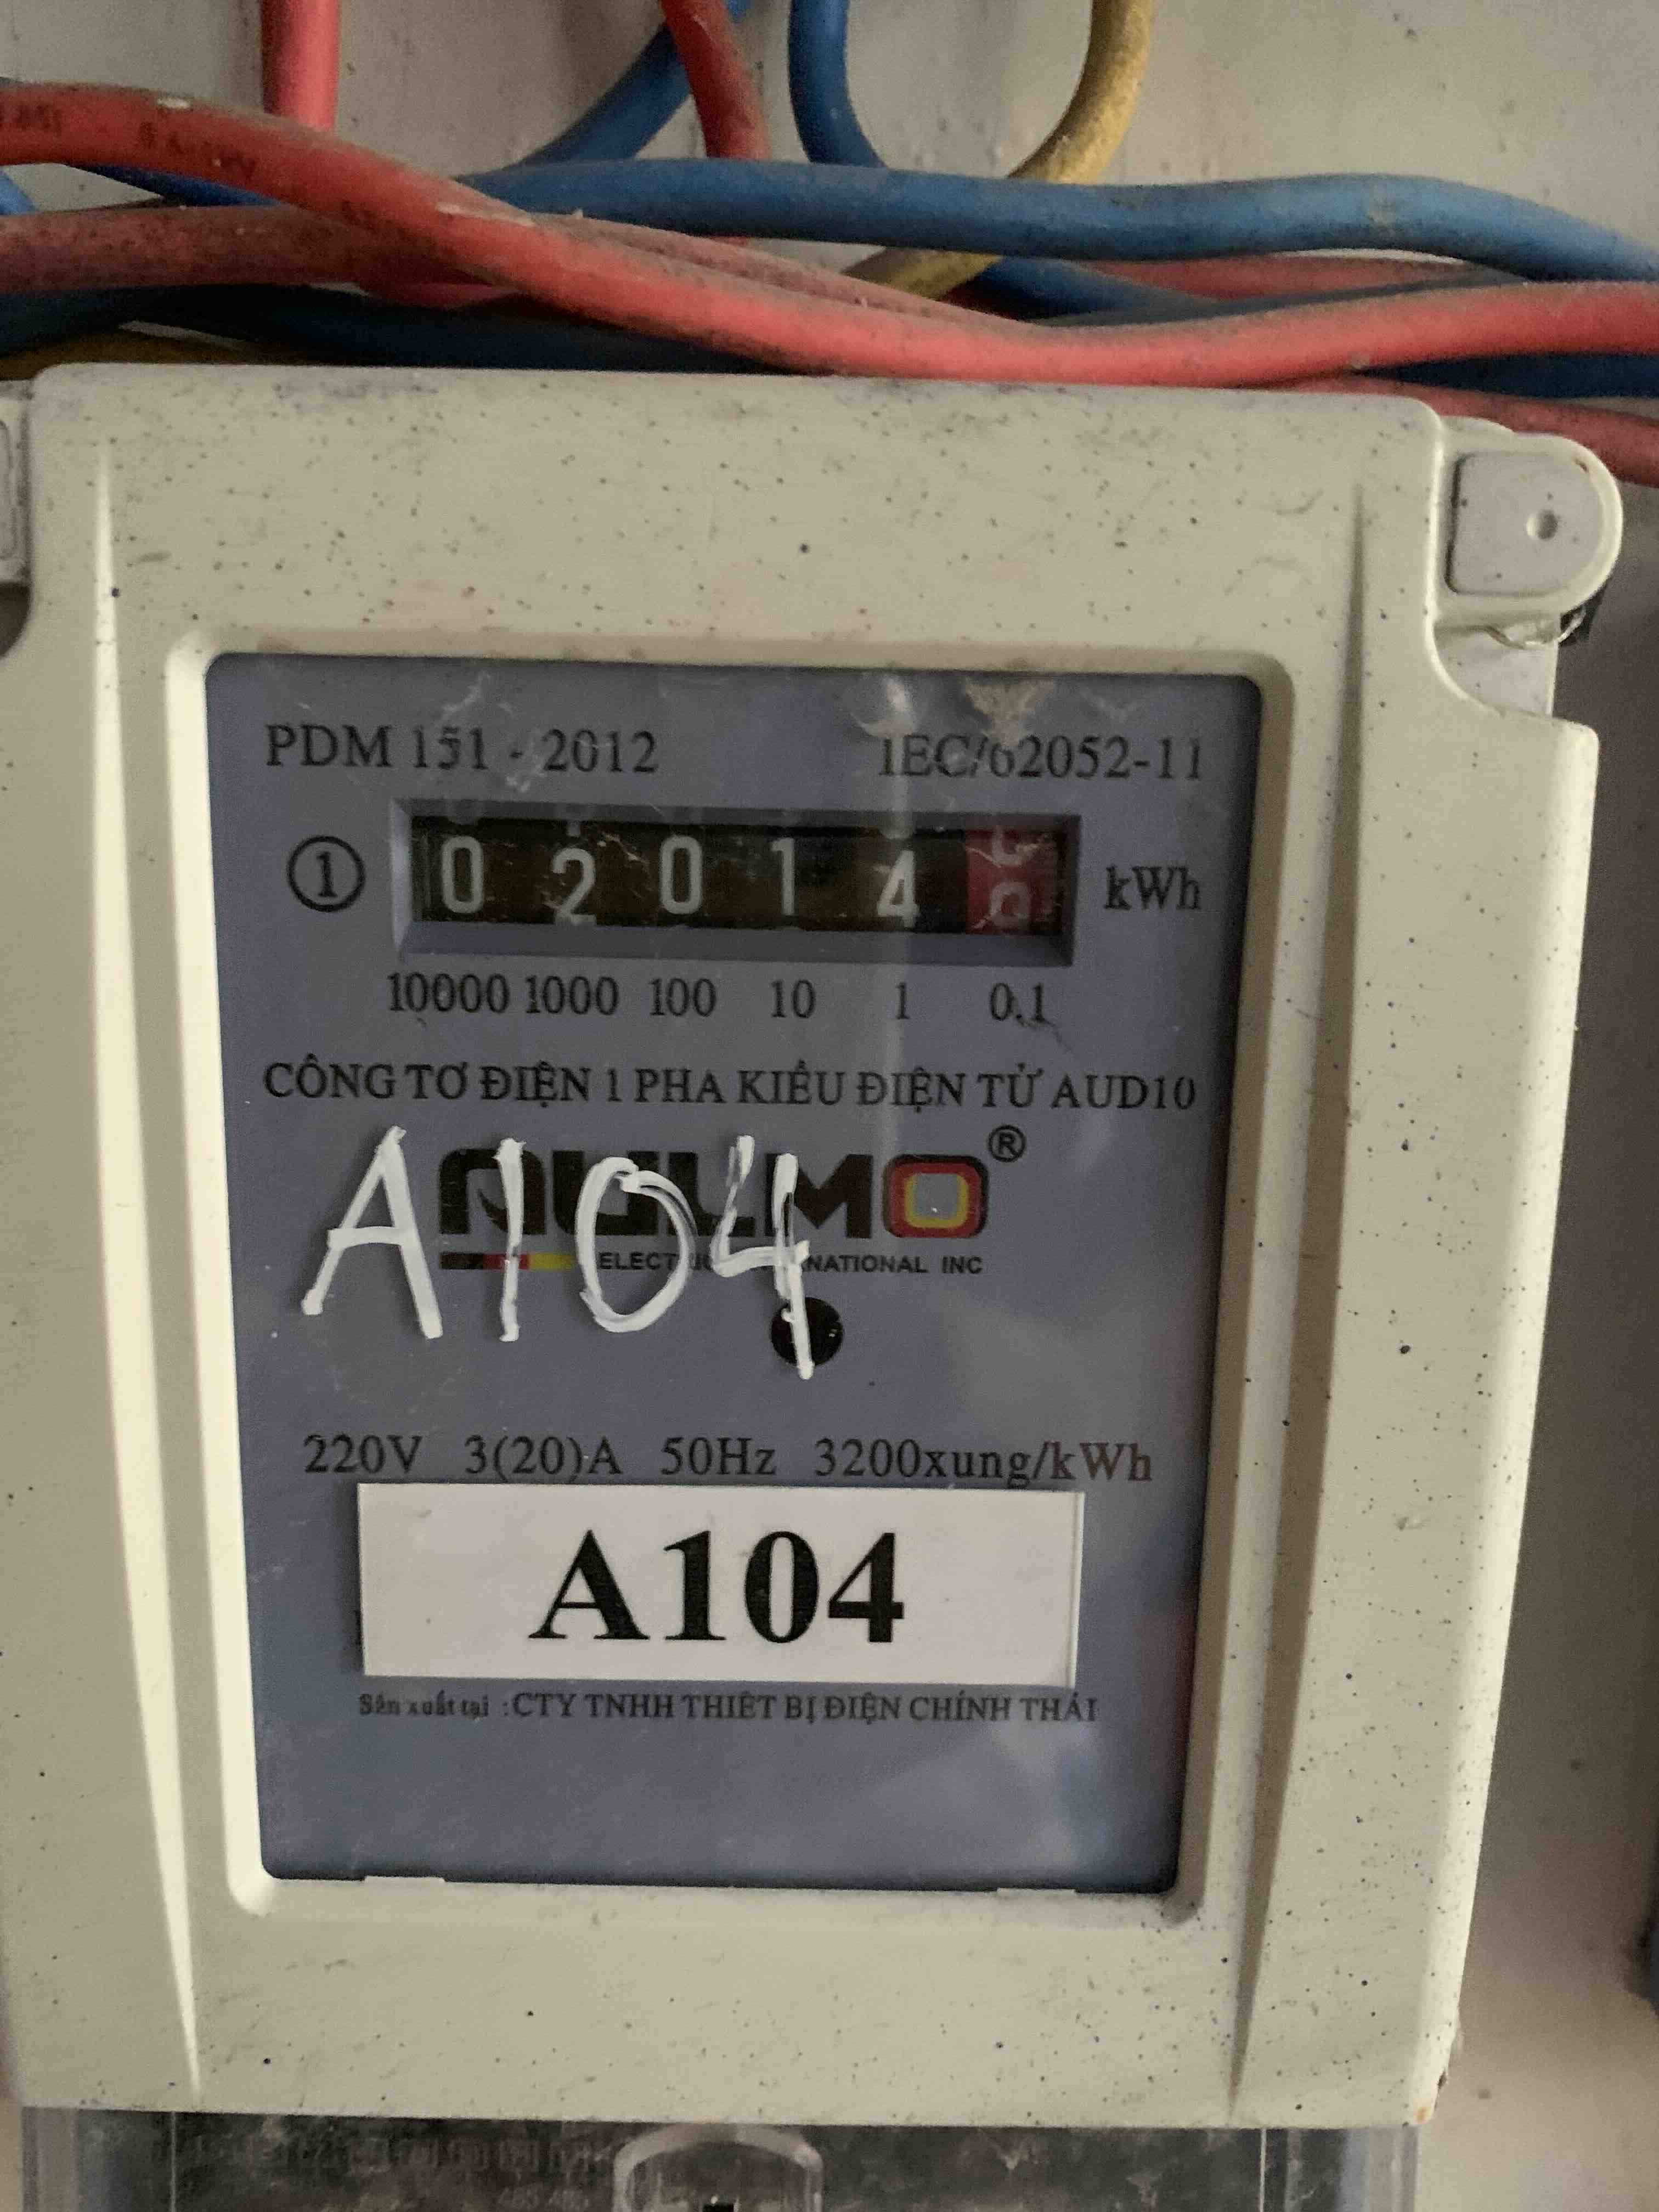 PDM 151 - 2012 IEC/62052-11
1 0 2 0 1 4 kWh
10000 1000 100 10 1 0.1
CÔNG TƠ ĐIỆN 1 PHA KIỂU ĐIỆN TỬ AUD10
AULMO®
A104
220V 3(20)A 50Hz 3200xung/kWh
A104
Sản xuất tại : CTY TNHH THIẾT BỊ ĐIỆN CHÍNH THÁI